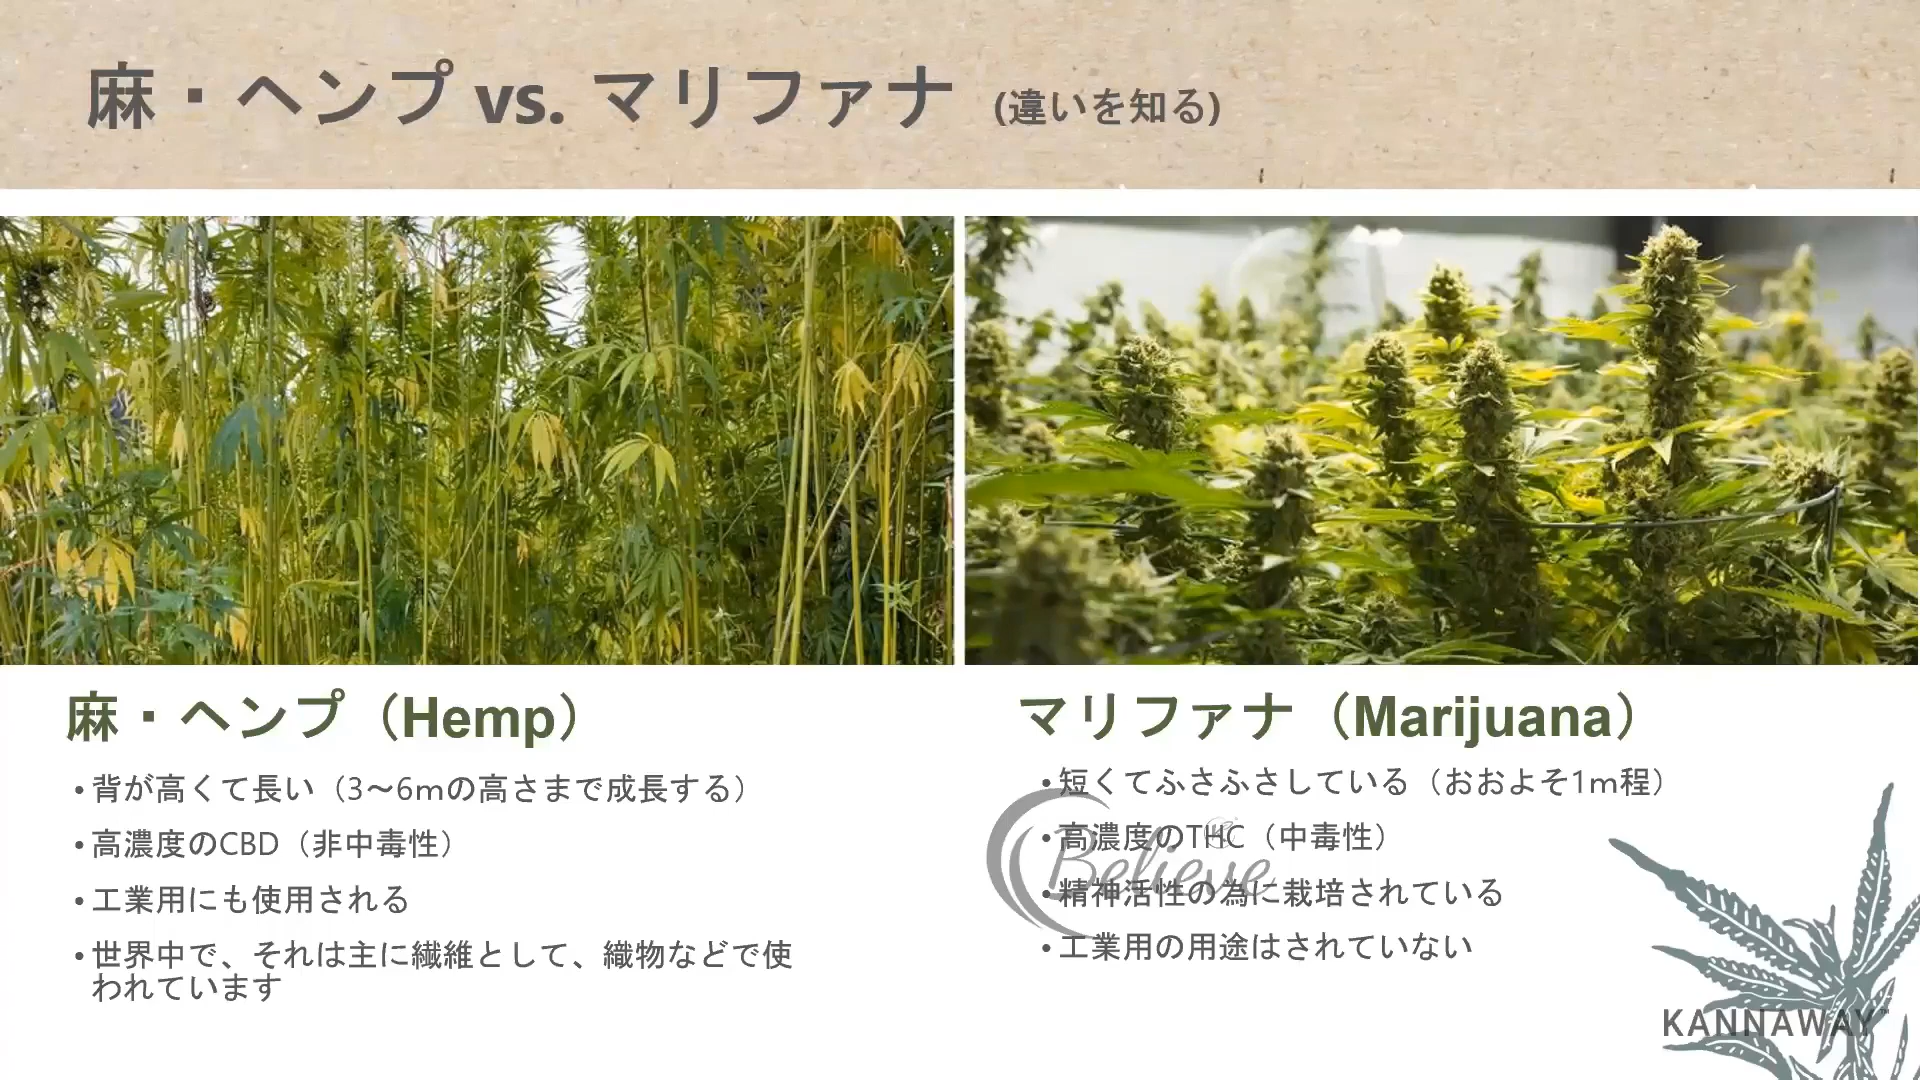 麻・ヘンプ vs. マリファナ (違いを知る)
麻・ヘンプ（Hemp）
• 背が高くて長い（3〜6mの高さまで成長する）
• 高濃度のCBD（非中毒性）
• 工業用にも使用される
• 世界中で、それは主に繊維として、織物などで使
われています
マリファナ（Marijuana）
• 短くてふさふさしている（おおよそ1m程）
• 高濃度のTHC（中毒性）
• 精神活性の為に栽培されている
• 工業用の用途はされていない
Believe
KANNAWAY™